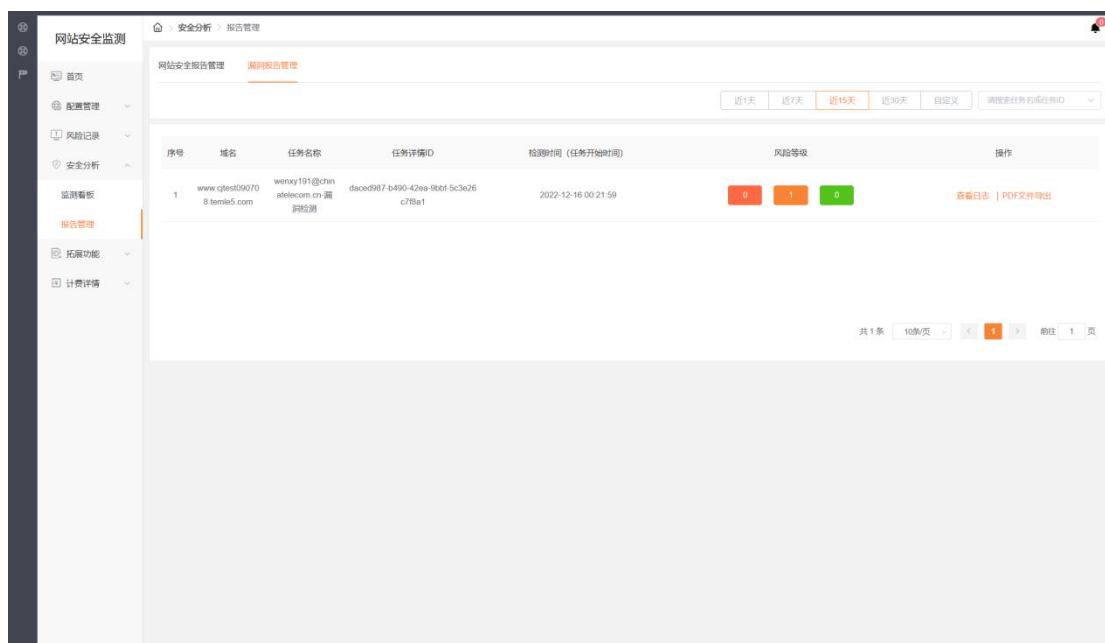 网站安全监测
安全分析 > 报告管理
0
首页
配置管理
风险记录
安全分析
监测看板
报告管理
拓展功能
计费详情
网站安全报告管理 漏洞报告管理
近1天 近7天 近15天 近30天 自定义 请搜索任务名或任务ID
序号 域名 任务名称 任务详情ID 检测时间（任务开始时间） 风险等级 操作
1 www.qtest09070 wenxy191@chin daced987-b490-42ea-9bbf-5c3e26 2022-12-16 00:21:59 0 1 0 查看日志 | PDF文件导出
8.temle5.com atelecom.cn-漏 c7f8a1
洞检测
共 1 条 10条/页 < 1 > 前往 1 页